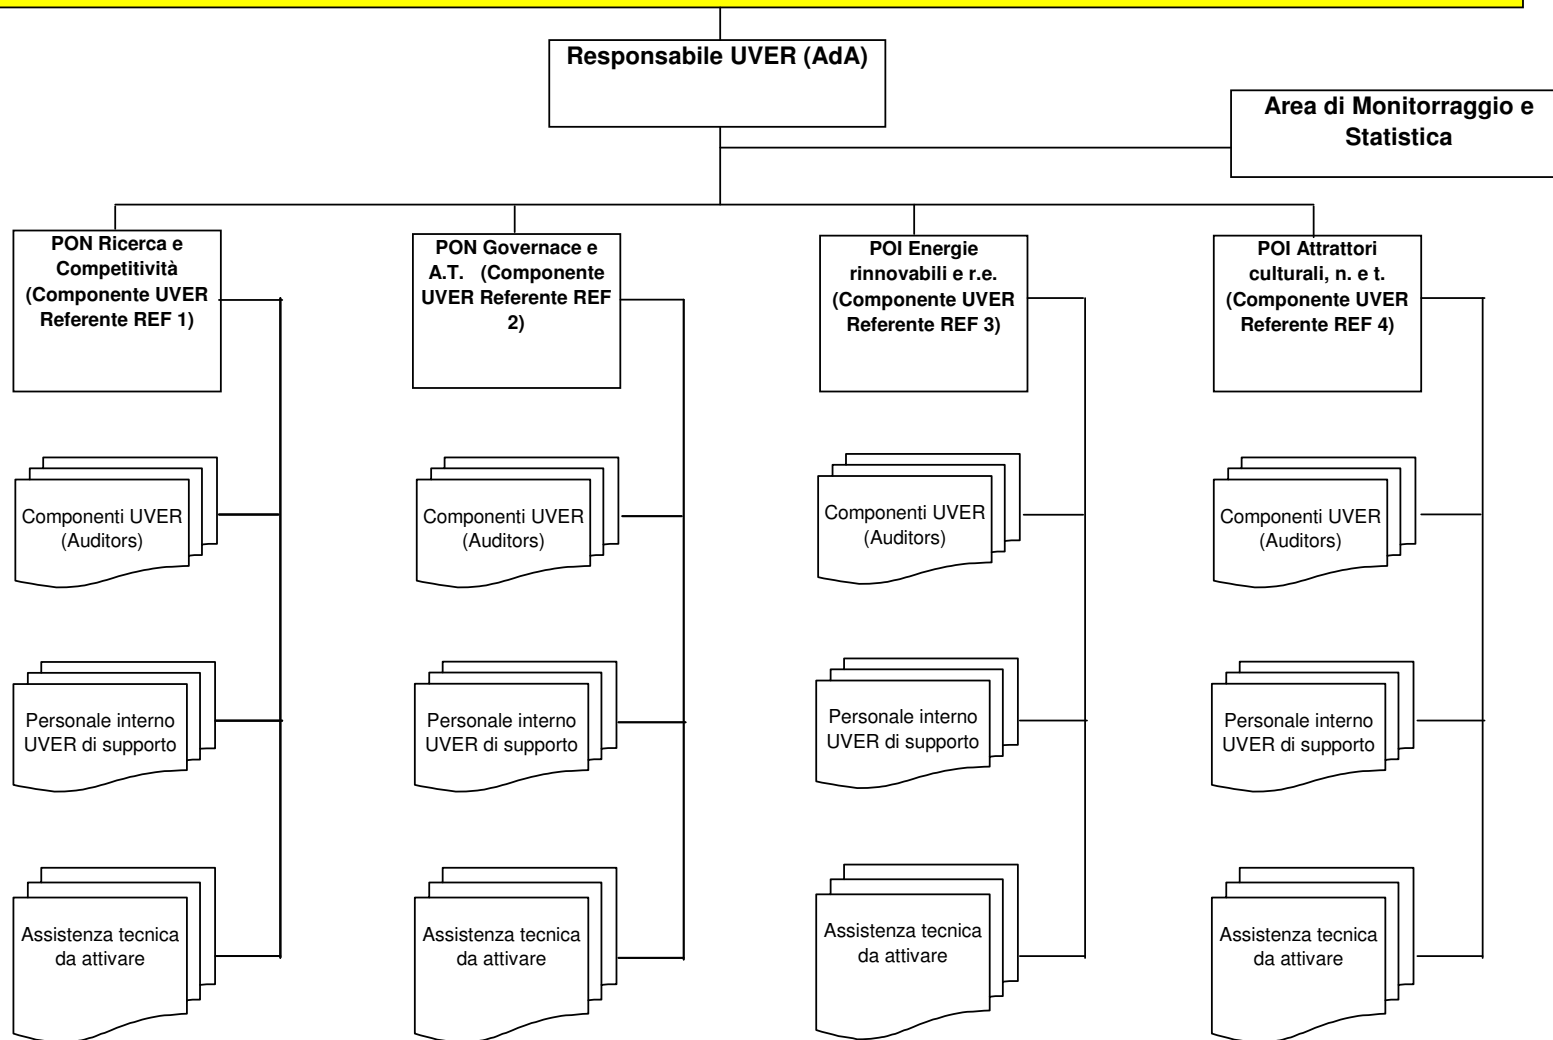 Responsabile UVER (AdA)
Area di Monitorraggio e
Statistica
PON Ricerca e
Competitività
(Componente UVER
Referente REF 1)
PON Governace e
A.T. (Componente
UVER Referente REF
2)
POI Energie
rinnovabili e r.e.
(Componente UVER
Referente REF 3)
POI Attrattori
culturali, n. e t.
(Componente UVER
Referente REF 4)
Componenti UVER
(Auditors)
Componenti UVER
(Auditors)
Componenti UVER
(Auditors)
Componenti UVER
(Auditors)
Personale interno
UVER di supporto
Personale interno
UVER di supporto
Personale interno
UVER di supporto
Personale interno
UVER di supporto
Assistenza tecnica
da attivare
Assistenza tecnica
da attivare
Assistenza tecnica
da attivare
Assistenza tecnica
da attivare